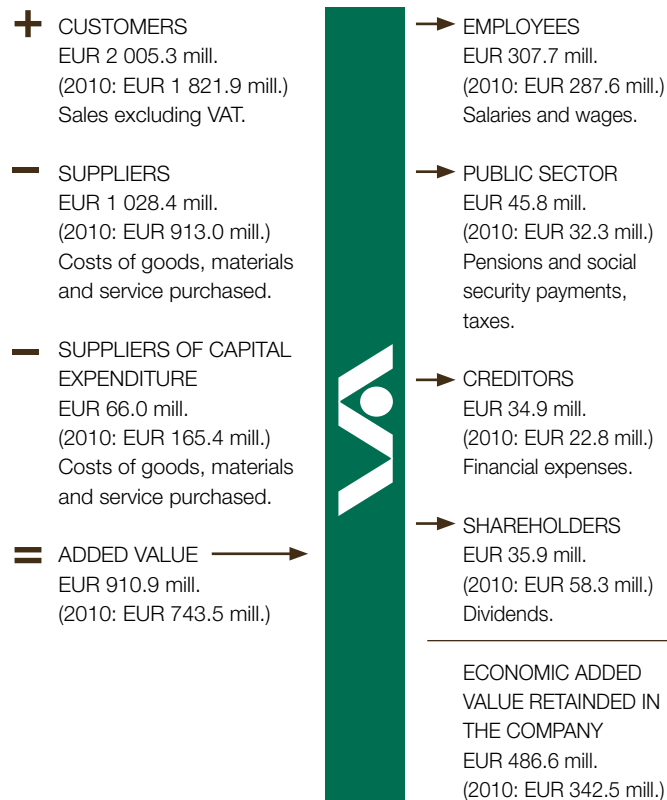 + CUSTOMERS
EUR 2 005.3 mill.
(2010: EUR 1 821.9 mill.)
Sales excluding VAT.
− SUPPLIERS
EUR 1 028.4 mill.
(2010: EUR 913.0 mill.)
Costs of goods, materials
and service purchased.
− SUPPLIERS OF CAPITAL
EXPENDITURE
EUR 66.0 mill.
(2010: EUR 165.4 mill.)
Costs of goods, materials
and service purchased.
= ADDED VALUE
EUR 910.9 mill.
(2010: EUR 743.5 mill.)
EMPLOYEES
EUR 307.7 mill.
(2010: EUR 287.6 mill.)
Salaries and wages.
PUBLIC SECTOR
EUR 45.8 mill.
(2010: EUR 32.3 mill.)
Pensions and social
security payments,
taxes.
CREDITORS
EUR 34.9 mill.
(2010: EUR 22.8 mill.)
Financial expenses.
SHAREHOLDERS
EUR 35.9 mill.
(2010: EUR 58.3 mill.)
Dividends.
ECONOMIC ADDED
VALUE RETAINDED IN
THE COMPANY
EUR 486.6 mill.
(2010: EUR 342.5 mill.)